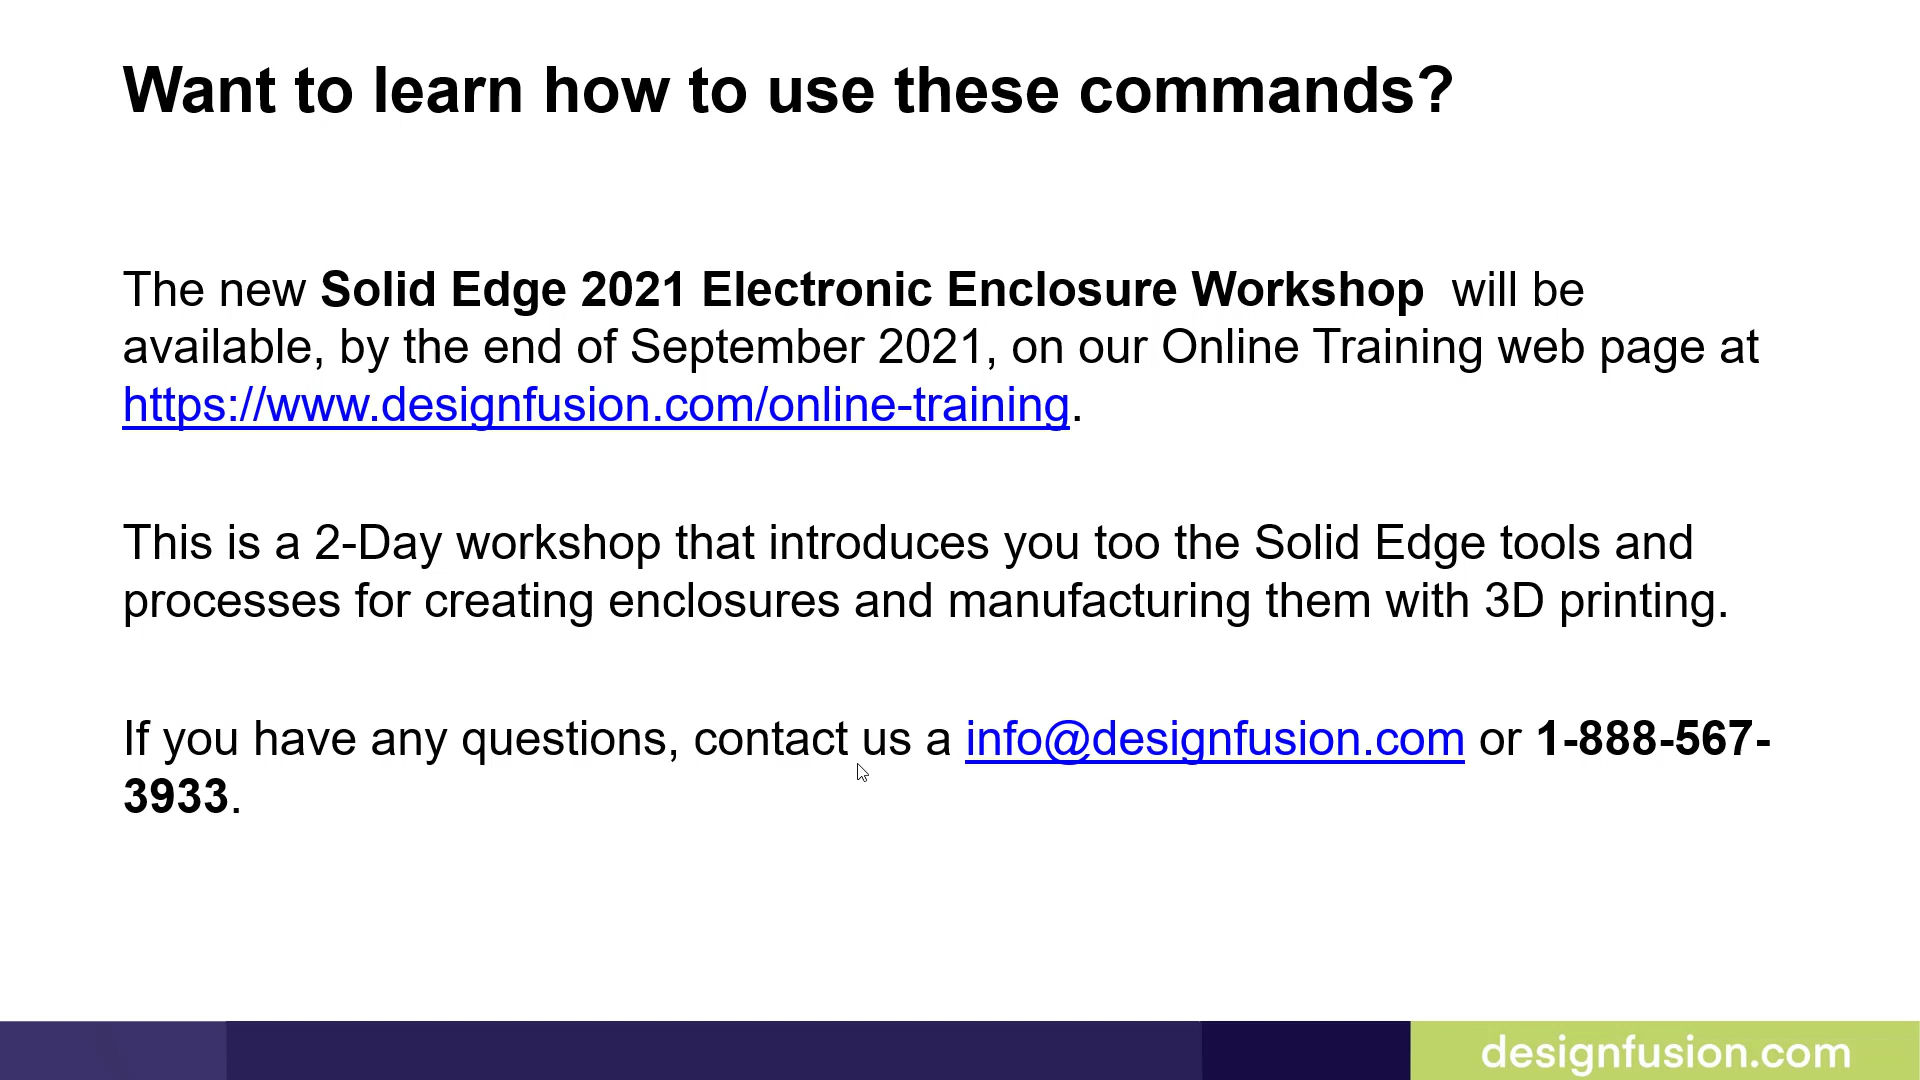 Want to learn how to use these commands?
The new Solid Edge 2021 Electronic Enclosure Workshop  will be
available, by the end of September 2021, on our Online Training web page at
https://www.designfusion.com/online-training.
This is a 2-Day workshop that introduces you too the Solid Edge tools and
processes for creating enclosures and manufacturing them with 3D printing.
If you have any questions, contact us a info@designfusion.com or 1-888-567-
3933.
designfusion.com